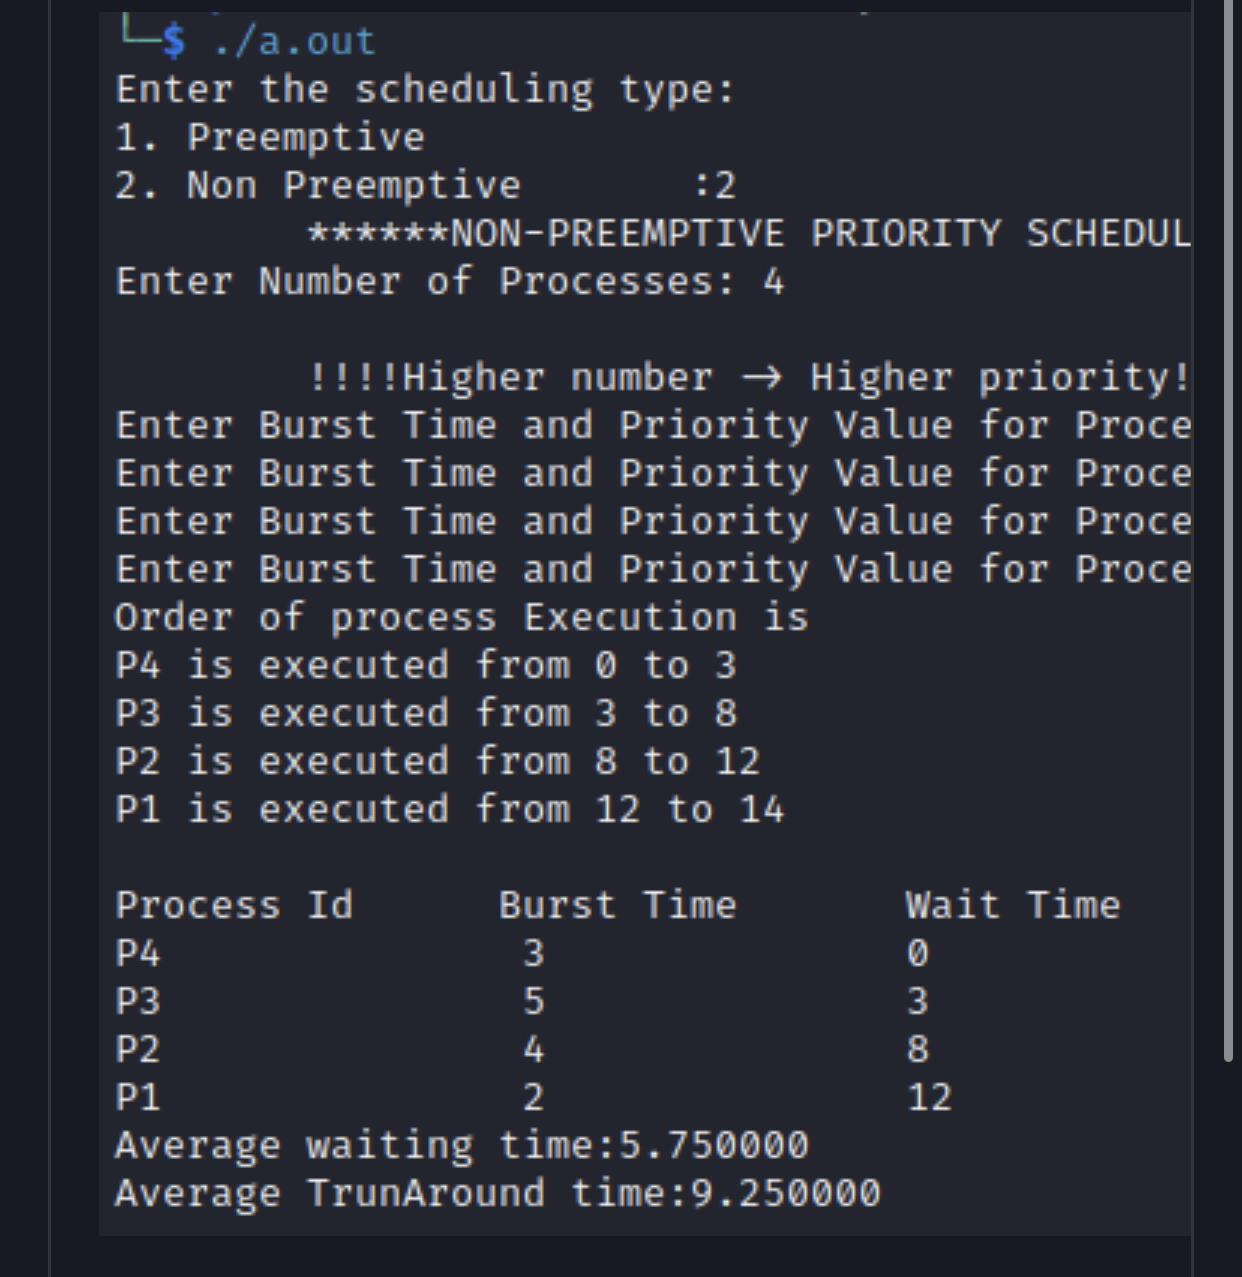 └─$ ./a.out
Enter the scheduling type:
1. Preemptive
2. Non Preemptive :2
******NON-PREEMPTIVE PRIORITY SCHEDUL
Enter Number of Processes: 4
!!!!Higher number → Higher priority!
Enter Burst Time and Priority Value for Proce
Enter Burst Time and Priority Value for Proce
Enter Burst Time and Priority Value for Proce
Enter Burst Time and Priority Value for Proce
Order of process Execution is
P4 is executed from 0 to 3
P3 is executed from 3 to 8
P2 is executed from 8 to 12
P1 is executed from 12 to 14
Process Id Burst Time Wait Time
P4 3 0
P3 5 3
P2 4 8
P1 2 12
Average waiting time:5.750000
Average TrunAround time:9.250000